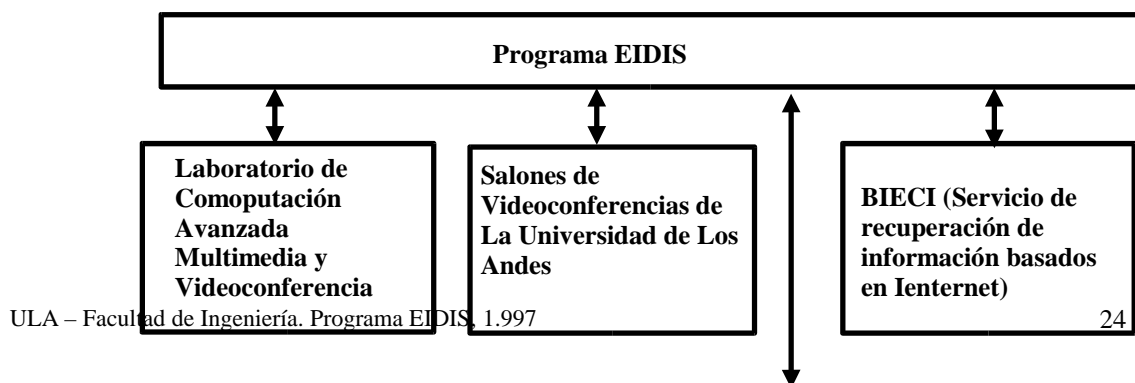 Programa EIDIS
Laboratorio de
Comoputación
Avanzada
Multimedia y
Videoconferencia
Salones de
Videoconferencias de
La Universidad de Los
Andes
BIECI (Servicio de
recuperación de
información basados
en Ienternet)
ULA – Facultad de Ingeniería. Programa EIDIS, 1.997
24